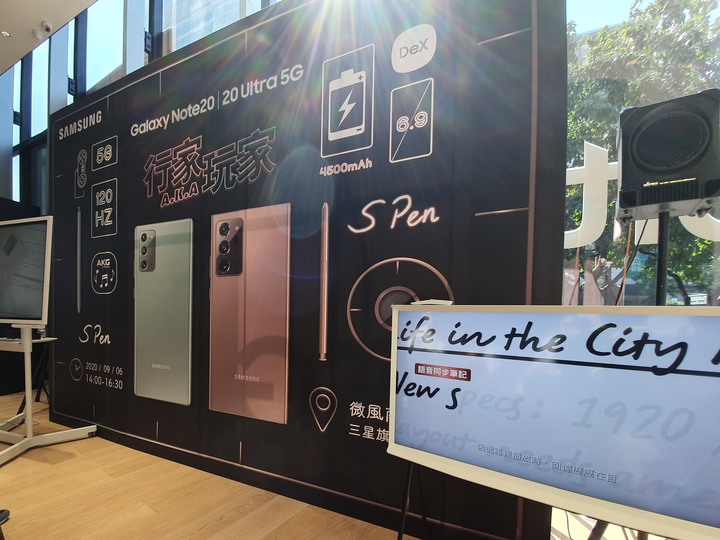 SAMSUNG
Galaxy Note20 | 20 Ultra 5G
行家
A.K.A
玩家
5G
120
HZ
AKG
S Pen
2020 / 09 / 06
14:00-16:30
SAMSUNG
SAMSUNG
4500mAh
DeX
6.9
S Pen
微風
三星旗
ife in the City
語音同步筆記
New s
pecs: 1920